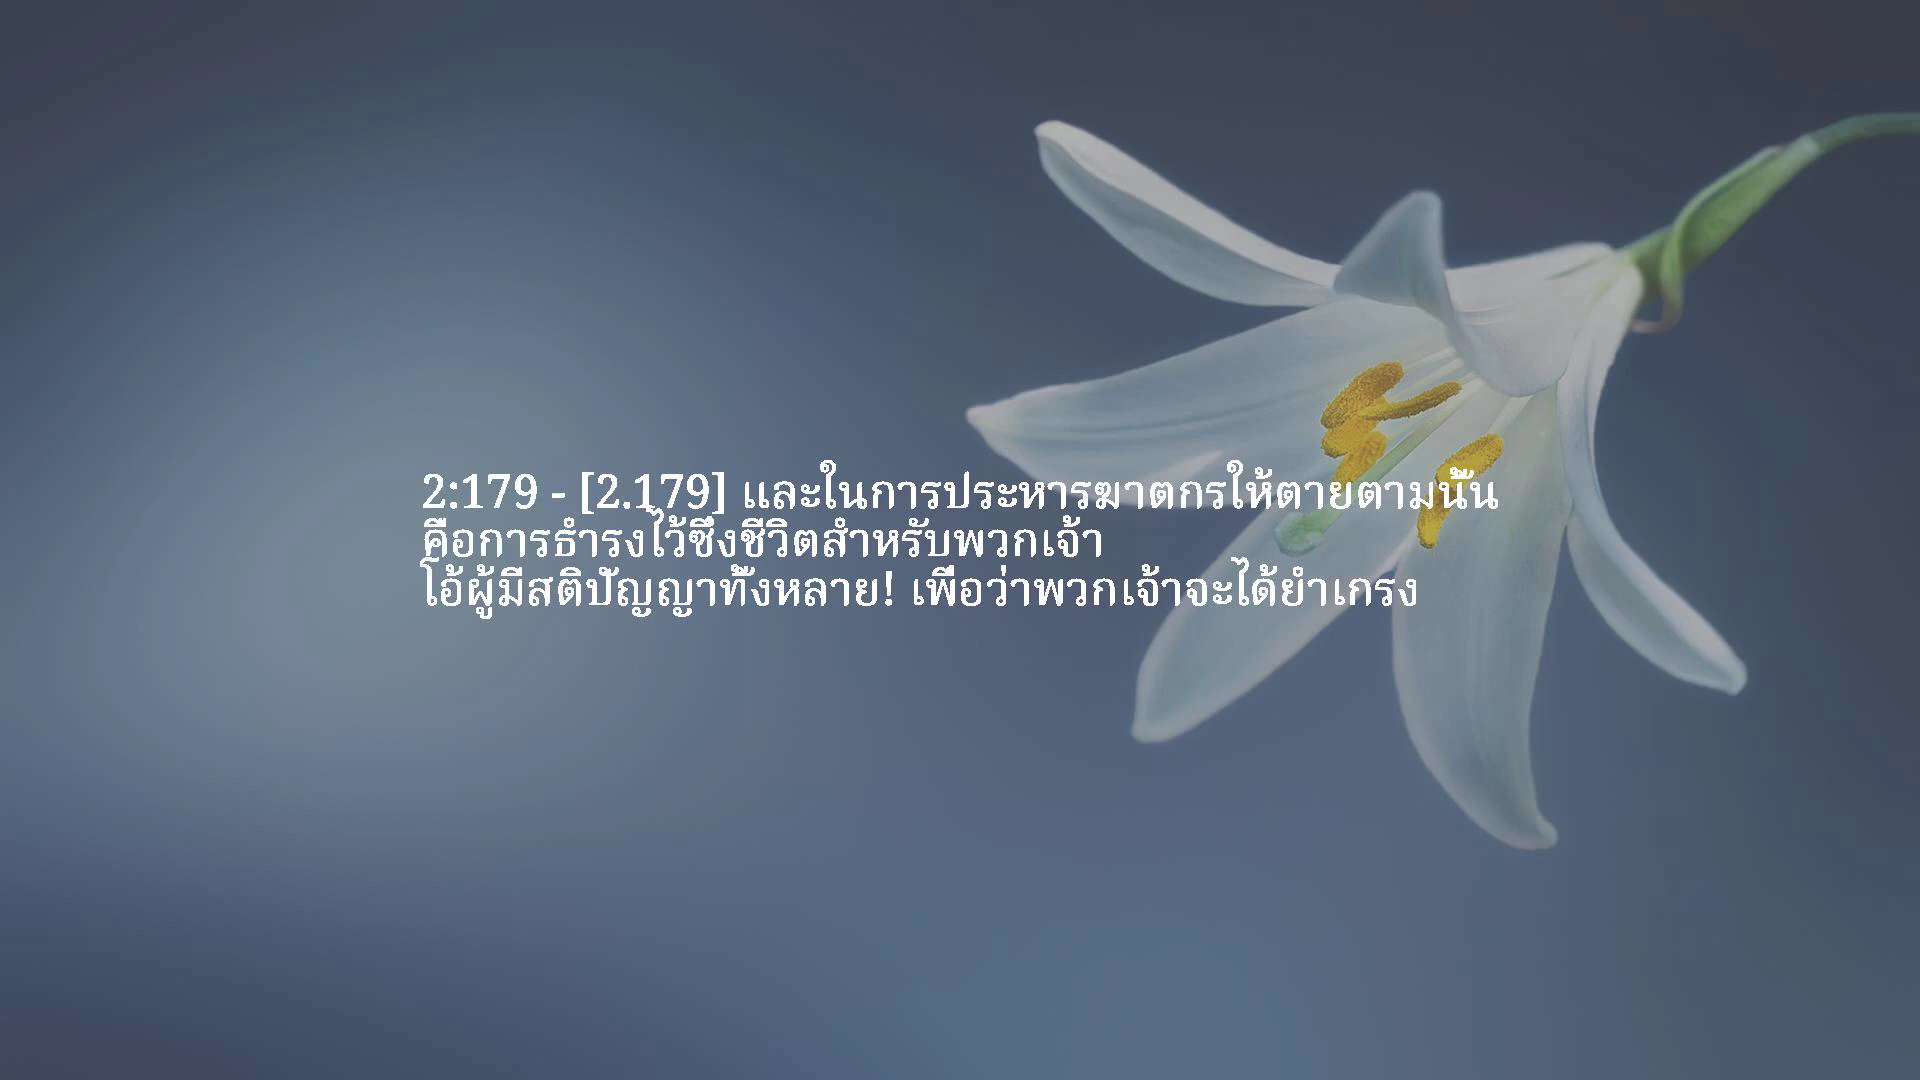 2:179 - [2.179] และในการประหารฆาตกรให้ตายตามนั้น
คือการธำรงไว้ซึ่งชีวิตสำหรับพวกเจ้า
โอ้ผู้มีสติปัญญาทั้งหลาย! เพื่อว่าพวกเจ้าจะได้ยำเกรง